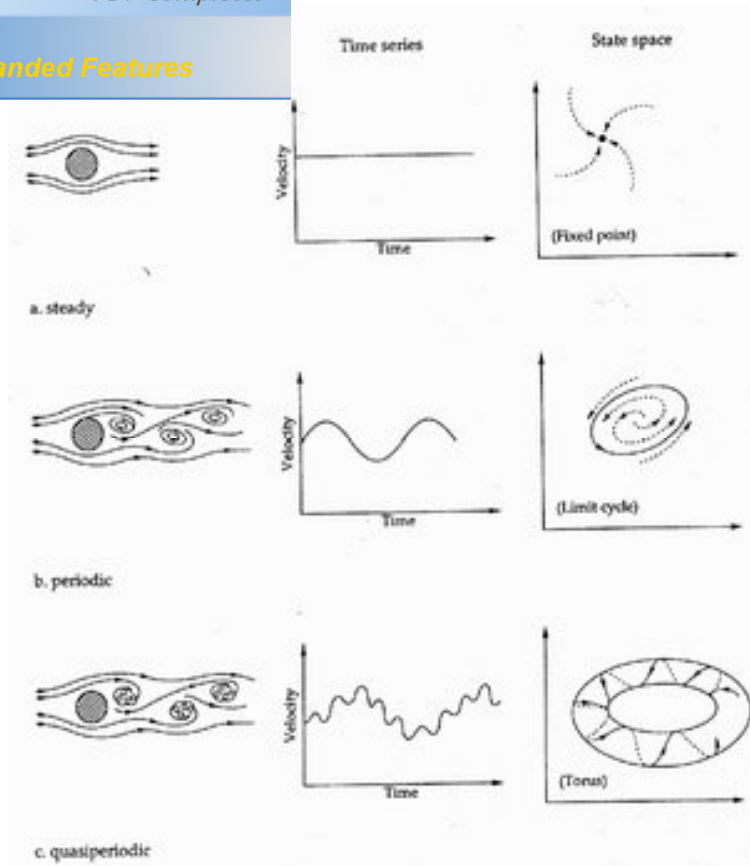 anded Features
Time series
State space
Velocity
Time
(Fixed point)
a. steady
Velocity
Time
(Limit cycle)
b. periodic
Velocity
Time
(Torus)
c. quasiperiodic